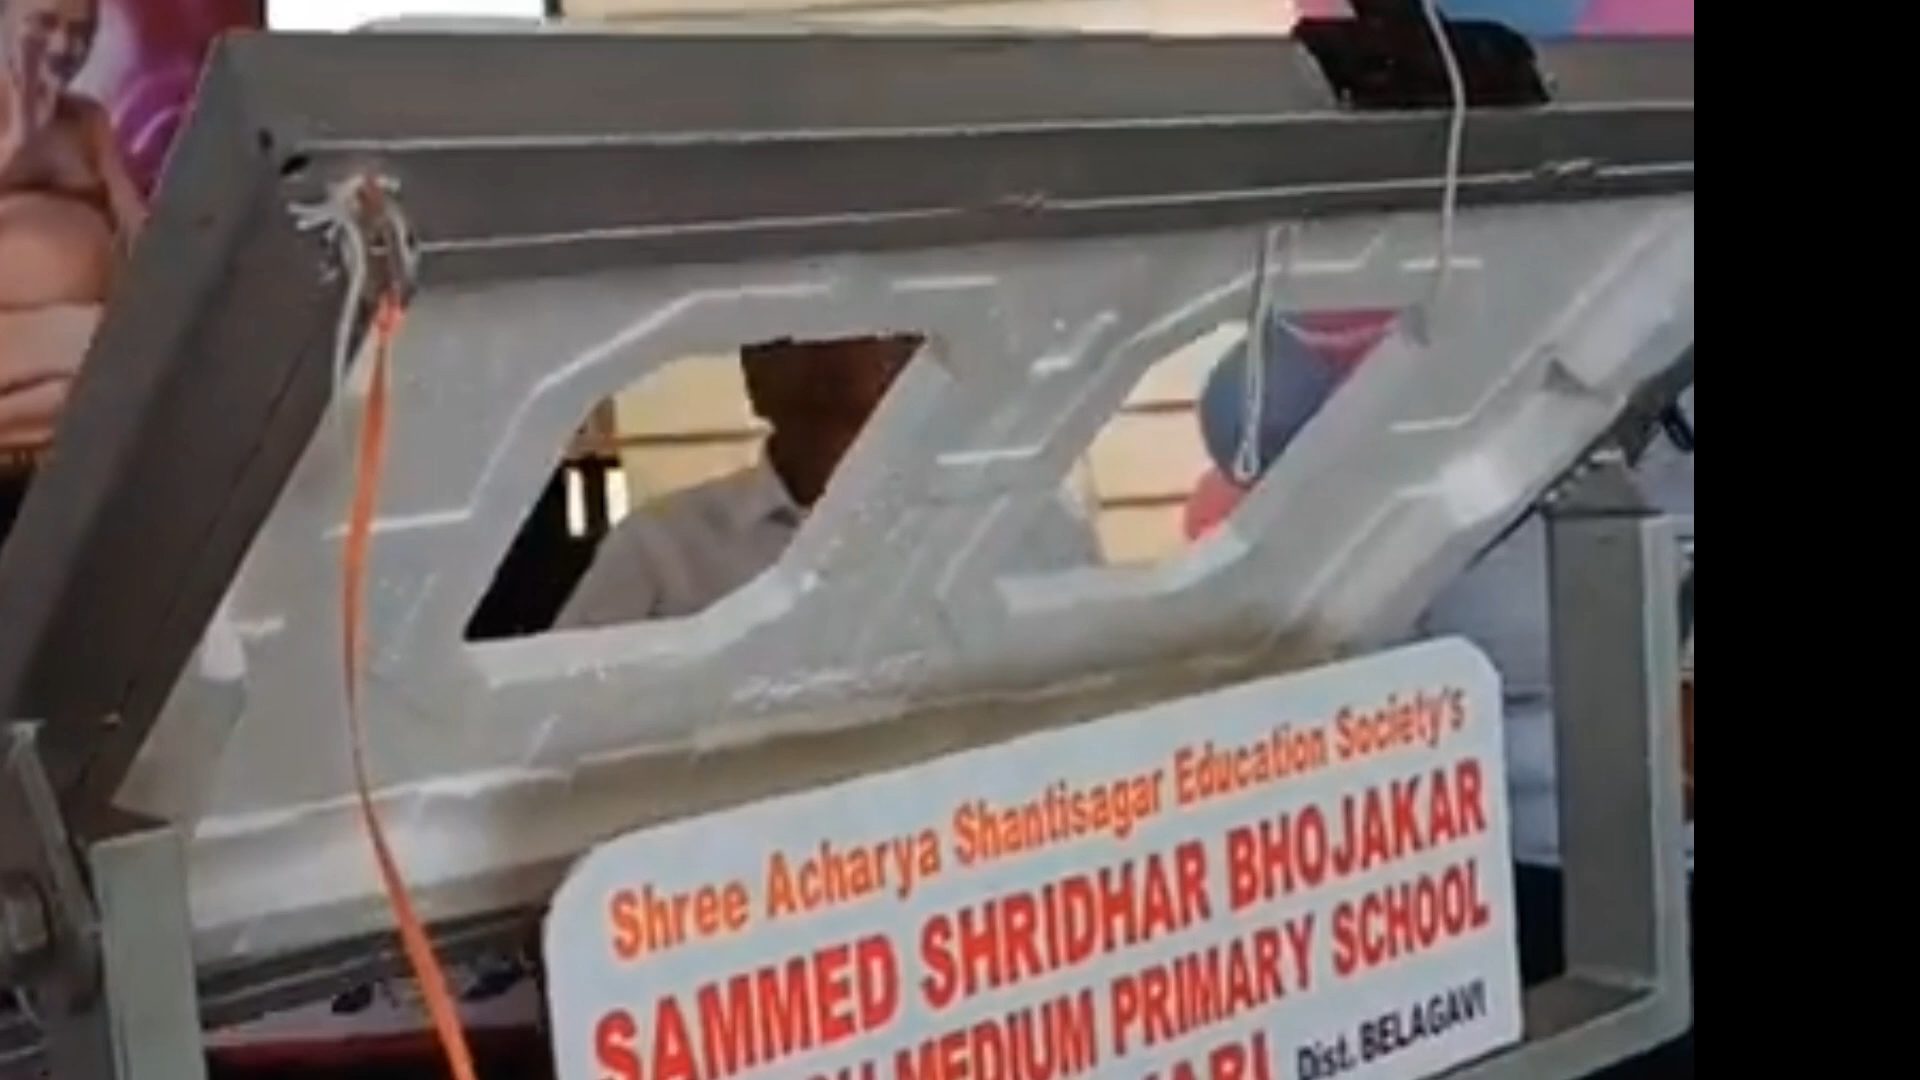 Shree Acharya Shantisagar Education Society's
SAMMED SHRIDHAR BHOJAKAR
MEDIUM PRIMARY SCHOOL
Dist. BELAGAVI